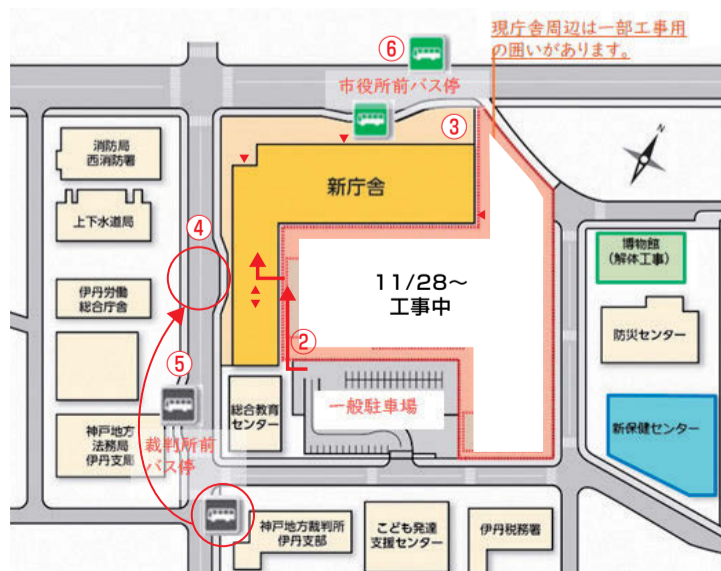 現庁舎周辺は一部工事用
の囲いがあります。
⑥
市役所前バス停
③
N
消防局
西消防署
新庁舎
上下水道局
④
博物館
(解体工事)
11/28~
工事中
伊丹労働
総合庁舎
防災センター
②
⑤
総合教育
センター
一般駐車場
新保健センター
神戸地方
法務局
伊丹支局
裁判所前
バス停
神戸地方裁判所
伊丹支部
こども発達
支援センター
伊丹税務署